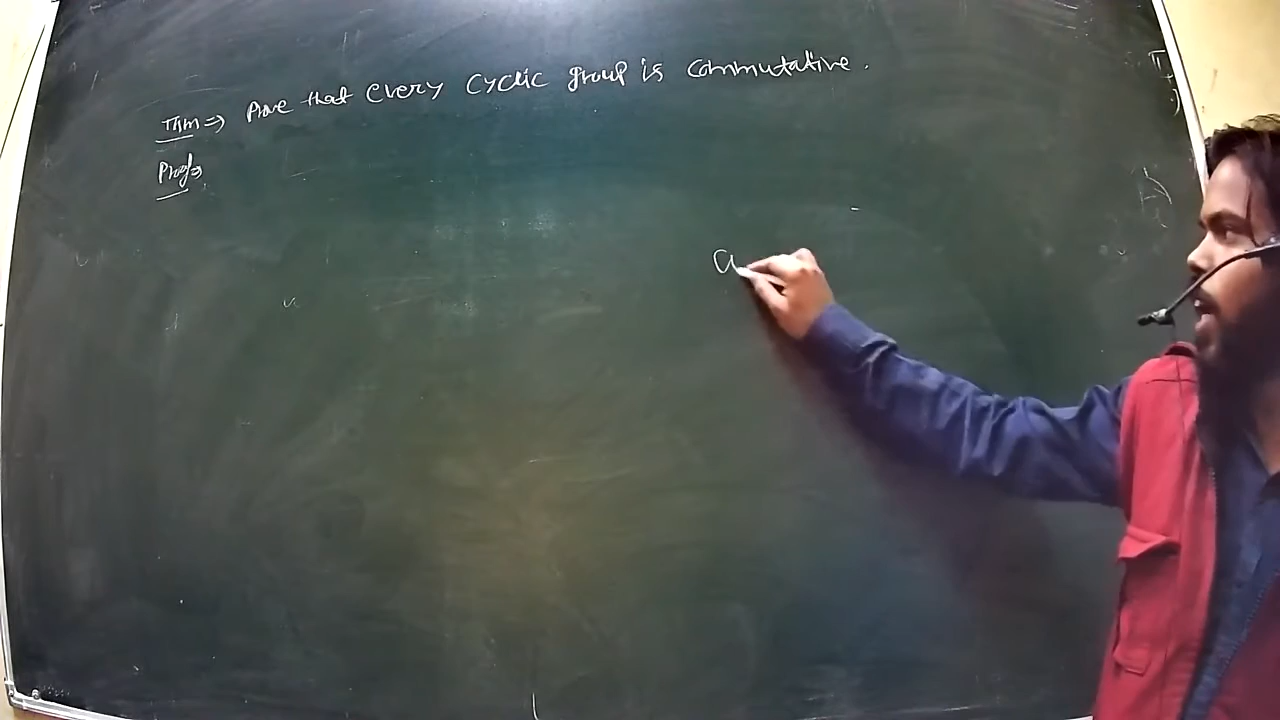 Thm ⇒ Prove that every cyclic group is commutative.
Proof ⇒
a